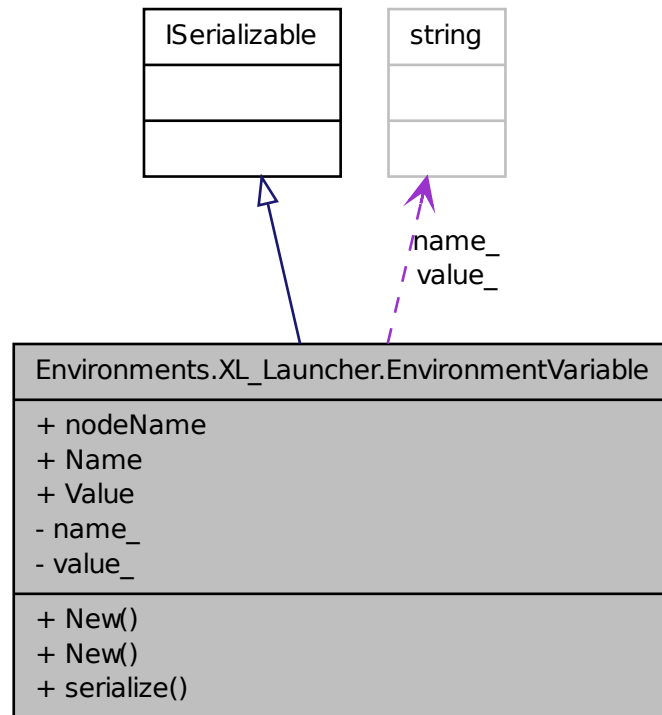 ISerializable
string
name_
value_
Environments.XL_Launcher.EnvironmentVariable
+ nodeName
+ Name
+ Value
- name_
- value_
+ New()
+ New()
+ serialize()